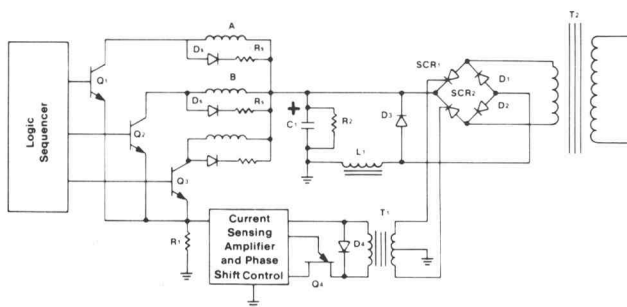 A
D5
R5
T2
Q1
SCR1
D1
B
SCR2
D6
R5
D2
+
C1
R2
D3
Logic
Sequencer
Q2
L1
Q3
T1
Current
Sensing
Amplifier
and Phase
Shift Control
R1
D4
Q4